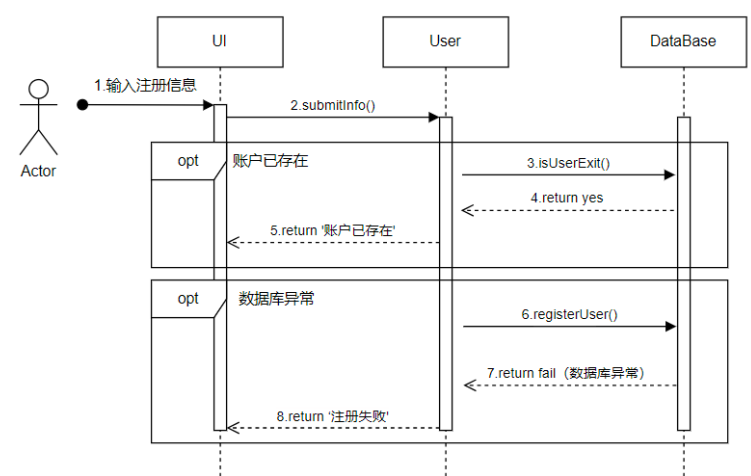 UI
User
DataBase
1.输入注册信息
2.submitInfo()
Actor
opt
账户已存在
3.isUserExit()
4.return yes
5.return '账户已存在'
opt
数据库异常
6.registerUser()
7.return fail（数据库异常）
8.return '注册失败'